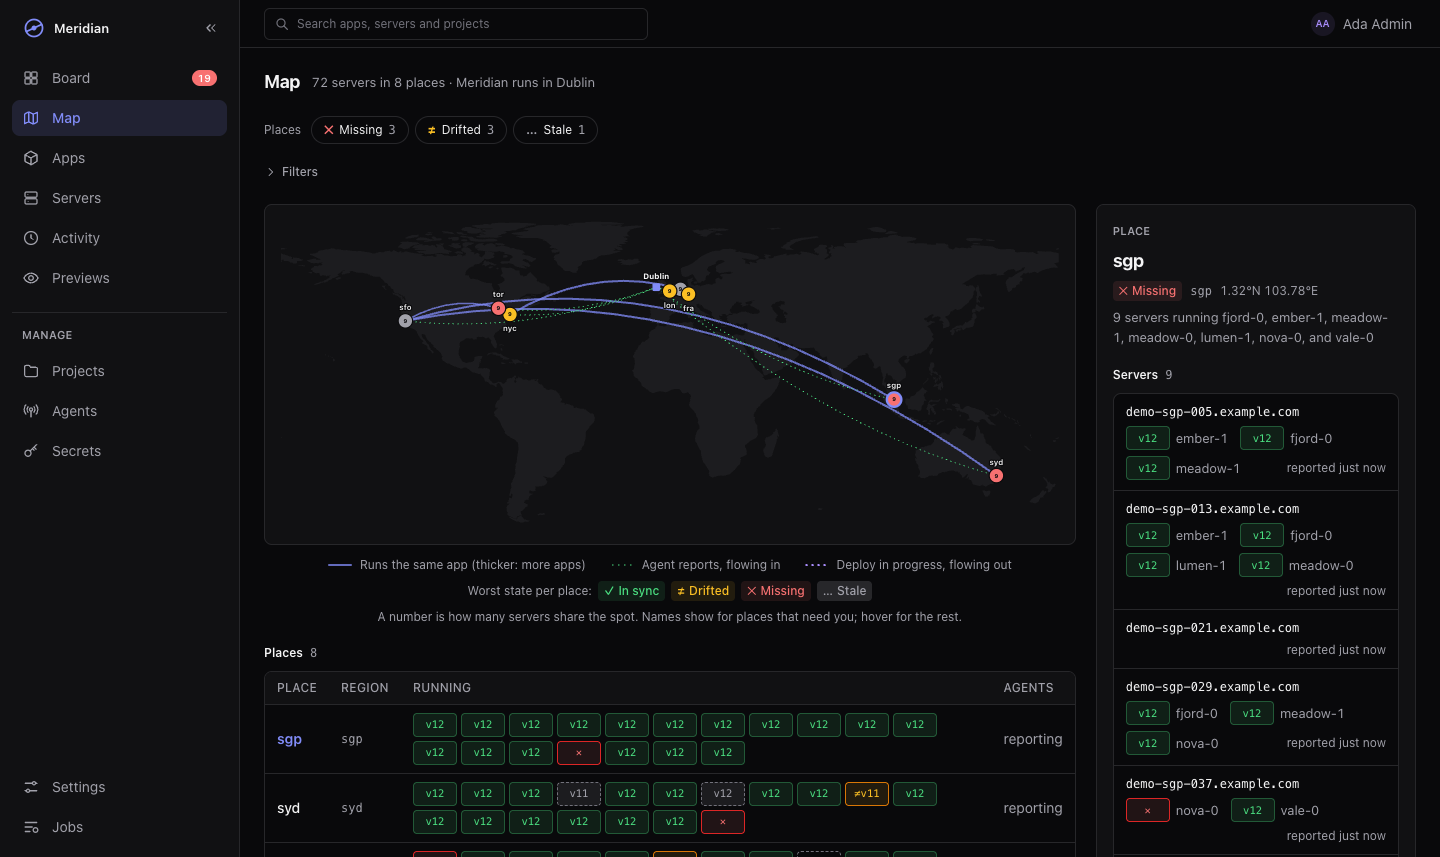 Meridian
Search apps, servers and projects
AA Ada Admin
Board 19
Map
Apps
Servers
Activity
Previews
MANAGE
Projects
Agents
Secrets
Settings
Jobs
Map 72 servers in 8 places · Meridian runs in Dublin
Places × Missing 3 ≠ Drifted 3 … Stale 1
Filters
Dublin
tor
sfo
lon fra
nyc
sgp
syd
9
9
9
9
9
9
9
Runs the same app (thicker: more apps) Agent reports, flowing in Deploy in progress, flowing out
Worst state per place: ✓ In sync ≠ Drifted × Missing … Stale
A number is how many servers share the spot. Names show for places that need you; hover for the rest.
Places 8
PLACE REGION RUNNING AGENTS
sgp sgp v12 v12 v12 v12 v12 v12 v12 v12 v12 v12 v12 reporting
v12 v12 v12 × v12 v12 v12
syd syd v12 v12 v12 v11 v12 v12 v12 v12 v12 ≠v11 v12 reporting
v12 v12 v12 v12 v12 v12 ×
PLACE
sgp
× Missing sgp 1.32°N 103.78°E
9 servers running fjord-0, ember-1, meadow-
1, meadow-0, lumen-1, nova-0, and vale-0
Servers 9
demo-sgp-005.example.com
v12 ember-1 v12 fjord-0
v12 meadow-1 reported just now
demo-sgp-013.example.com
v12 ember-1 v12 fjord-0
v12 lumen-1 v12 meadow-0
reported just now
demo-sgp-021.example.com
reported just now
demo-sgp-029.example.com
v12 fjord-0 v12 meadow-1
v12 nova-0 reported just now
demo-sgp-037.example.com
× nova-0 v12 vale-0
reported just now